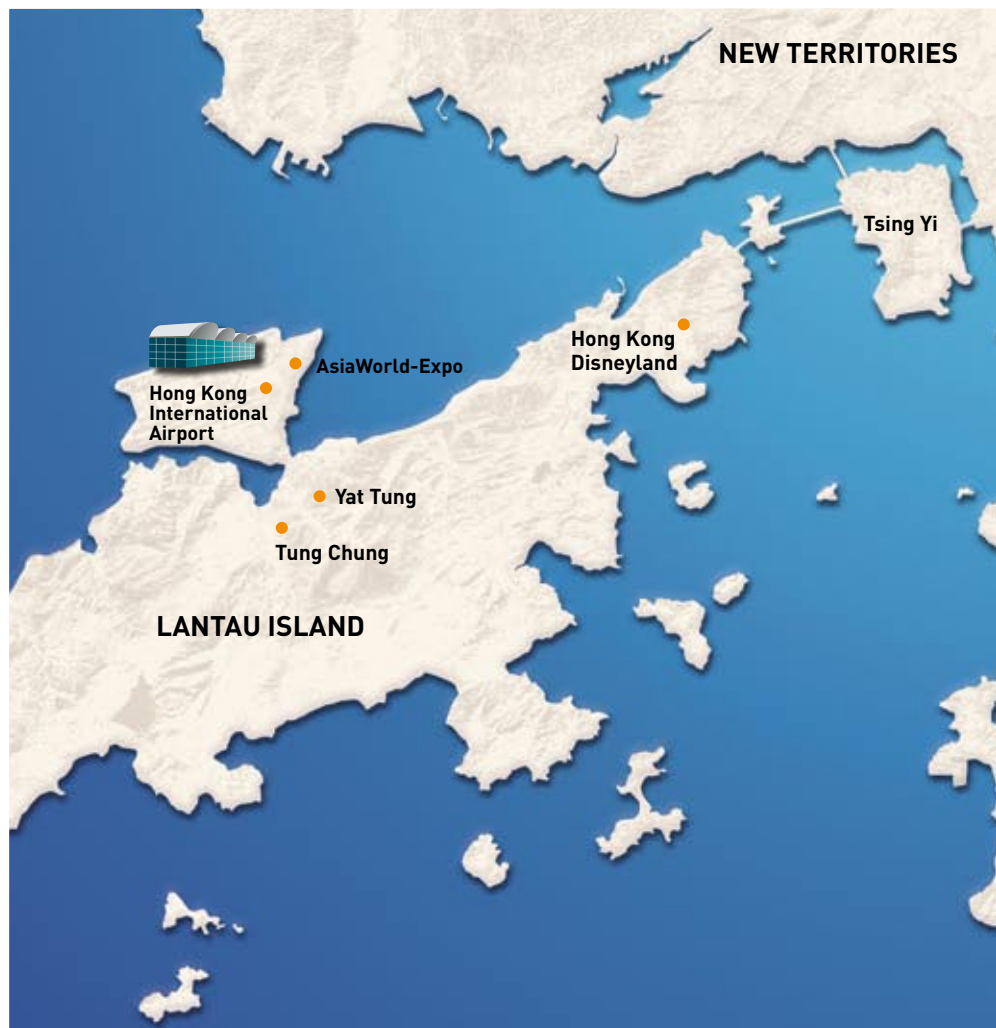 NEW TERRITORIES
Tsing Yi
Hong Kong
Disneyland
AsiaWorld-Expo
Hong Kong
International
Airport
Yat Tung
Tung Chung
LANTAU ISLAND